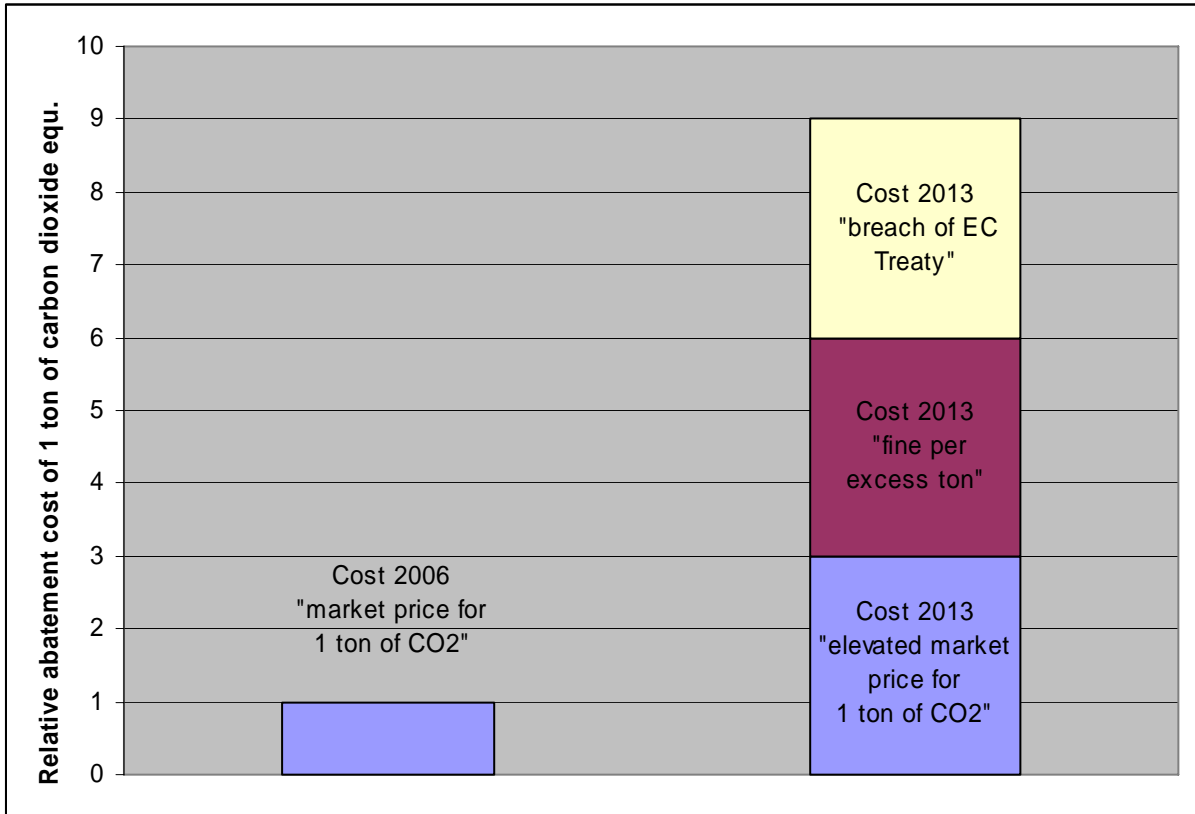 Relative abatement cost of 1 ton of carbon dioxide equ.
10
9
8
7
6
5
4
3
2
1
0
Cost 2006
"market price for
1 ton of CO2"
Cost 2013
"breach of EC
Treaty"
Cost 2013
"fine per
excess ton"
Cost 2013
"elevated market
price for
1 ton of CO2"